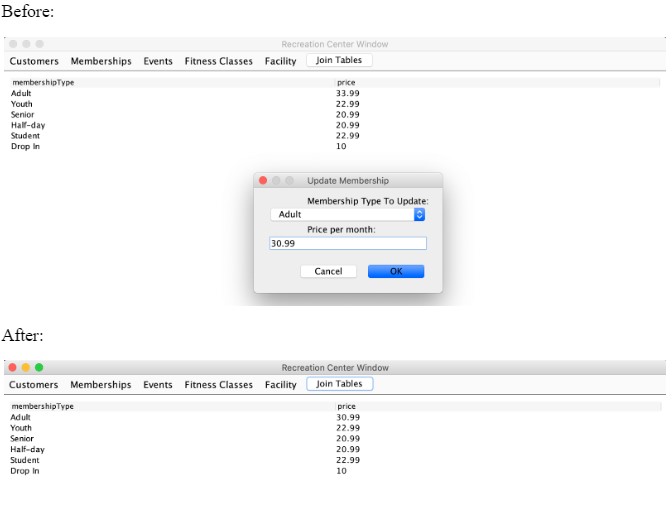 Before:
Recreation Center Window
Customers Memberships Events Fitness Classes Facility Join Tables
membershipType price
Adult 33.99
Youth 22.99
Senior 20.99
Half-day 20.99
Student 22.99
Drop In 10
Update Membership
Membership Type To Update:
Adult
Price per month:
30.99
Cancel OK
After:
Recreation Center Window
Customers Memberships Events Fitness Classes Facility Join Tables
membershipType price
Adult 30.99
Youth 22.99
Senior 20.99
Half-day 20.99
Student 22.99
Drop In 10